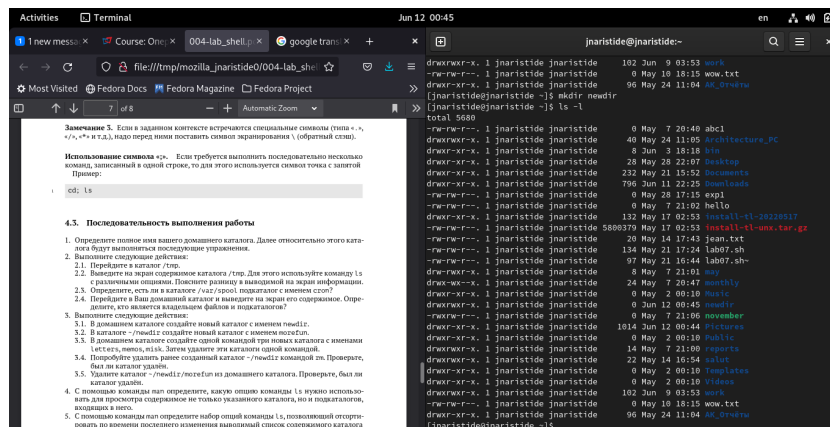 Activities Terminal Jun 12 00:45 en
1 new messa× Course: One× 004-lab_shell.p× google trans× + ×
file:///tmp/mozilla_jnaristide0/004-lab_shel
Most Visited Fedora Docs Fedora Magazine Fedora Project
7 of 8 — + Automatic Zoom
Замечание 3. Если в заданном контексте встречаются специальные символы (типа «.»,
«/», «*» и т.д.), надо перед ними поставить символ экранирования \ (обратный слэш).
Использование символа «;». Если требуется выполнить последовательно несколько
команд, записанный в одной строке, то для этого используется символ точка с запятой
Пример:
1 cd; ls
4.3. Последовательность выполнения работы
1. Определите полное имя вашего домашнего каталога. Далее относительно этого ката-
лога будут выполняться последующие упражнения.
2. Выполните следующие действия:
2.1. Перейдите в каталог /tmp.
2.2. Выведите на экран содержимое каталога /tmp. Для этого используйте команду ls
с различными опциями. Поясните разницу в выводимой на экран информации.
2.3. Определите, есть ли в каталоге /var/spool подкаталог с именем cron?
2.4. Перейдите в Ваш домашний каталог и выведите на экран его содержимое. Опре-
делите, кто является владельцем файлов и подкаталогов?
3. Выполните следующие действия:
3.1. В домашнем каталоге создайте новый каталог с именем newdir.
3.2. В каталоге ~/newdir создайте новый каталог с именем morefun.
3.3. В домашнем каталоге создайте одной командой три новых каталога с именами
letters, memos, misk. Затем удалите эти каталоги одной командой.
3.4. Попробуйте удалить ранее созданный каталог ~/newdir командой rm. Проверьте,
был ли каталог удалён.
3.5. Удалите каталог ~/newdir/morefun из домашнего каталога. Проверьте, был ли
каталог удалён.
4. С помощью команды man определите, какую опцию команды ls нужно использо-
вать для просмотра содержимое не только указанного каталога, но и подкаталогов,
входящих в него.
5. С помощью команды man определите набор опций команды ls, позволяющий отсорти-
ровать по времени последнего изменения выводимый список содержимого каталога
jnaristide@jnaristide:~
drwxrwxr-x. 1 jnaristide jnaristide 102 Jun 9 03:53 work
-rw-rw-r--. 1 jnaristide jnaristide 0 May 10 18:15 wow.txt
drwxr-xr-x. 1 jnaristide jnaristide 96 May 24 11:04 АК_Отчёты
[jnaristide@jnaristide ~]$ mkdir newdir
[jnaristide@jnaristide ~]$ ls -l
total 5680
-rw-rw-r--. 1 jnaristide jnaristide 0 May 7 20:40 abc1
drwxr-xr-x. 1 jnaristide jnaristide 40 May 24 11:05 Architecture_PC
drwxr-xr-x. 1 jnaristide jnaristide 8 Jun 3 18:18 bin
drwxr-xr-x. 1 jnaristide jnaristide 28 May 28 22:07 Desktop
drwxr-xr-x. 1 jnaristide jnaristide 232 May 21 15:52 Documents
drwxr-xr-x. 1 jnaristide jnaristide 796 Jun 11 22:25 Downloads
-rw-rw-r--. 1 jnaristide jnaristide 0 May 28 17:15 exp1
-rw-rw-r--. 1 jnaristide jnaristide 0 May 7 21:02 hello
drwxr-xr-x. 1 jnaristide jnaristide 132 May 17 02:53 install-tl-20220517
-rw-rw-r--. 1 jnaristide jnaristide 5800379 May 17 02:53 install-tl-unx.tar.gz
-rw-rw-r--. 1 jnaristide jnaristide 20 May 14 17:43 jean.txt
-rw-rw-r--. 1 jnaristide jnaristide 134 May 21 17:24 lab07.sh
-rw-rw-r--. 1 jnaristide jnaristide 97 May 21 16:44 lab07.sh~
drwxr-xr-x. 1 jnaristide jnaristide 8 May 7 21:01 may
drwx-wx--x. 1 jnaristide jnaristide 24 May 7 20:47 monthly
drwxr-xr-x. 1 jnaristide jnaristide 0 May 2 00:10 Music
drwxr-xr-x. 1 jnaristide jnaristide 0 Jun 12 00:45 newdir
-rwxrw-r--. 1 jnaristide jnaristide 0 May 7 21:06 november
drwxr-xr-x. 1 jnaristide jnaristide 1014 Jun 12 00:44 Pictures
drwxr-xr-x. 1 jnaristide jnaristide 0 May 2 00:10 Public
drwxr-xr-x. 1 jnaristide jnaristide 14 May 7 21:00 reports
drwxr-xr-x. 1 jnaristide jnaristide 22 May 14 16:54 salut
drwxr-xr-x. 1 jnaristide jnaristide 0 May 2 00:10 Templates
drwxr-xr-x. 1 jnaristide jnaristide 0 May 2 00:10 Videos
drwxrwxr-x. 1 jnaristide jnaristide 102 Jun 9 03:53 work
-rw-rw-r--. 1 jnaristide jnaristide 0 May 10 18:15 wow.txt
drwxr-xr-x. 1 jnaristide jnaristide 96 May 24 11:04 АК_Отчёты
[jnaristide@jnaristide ~]$